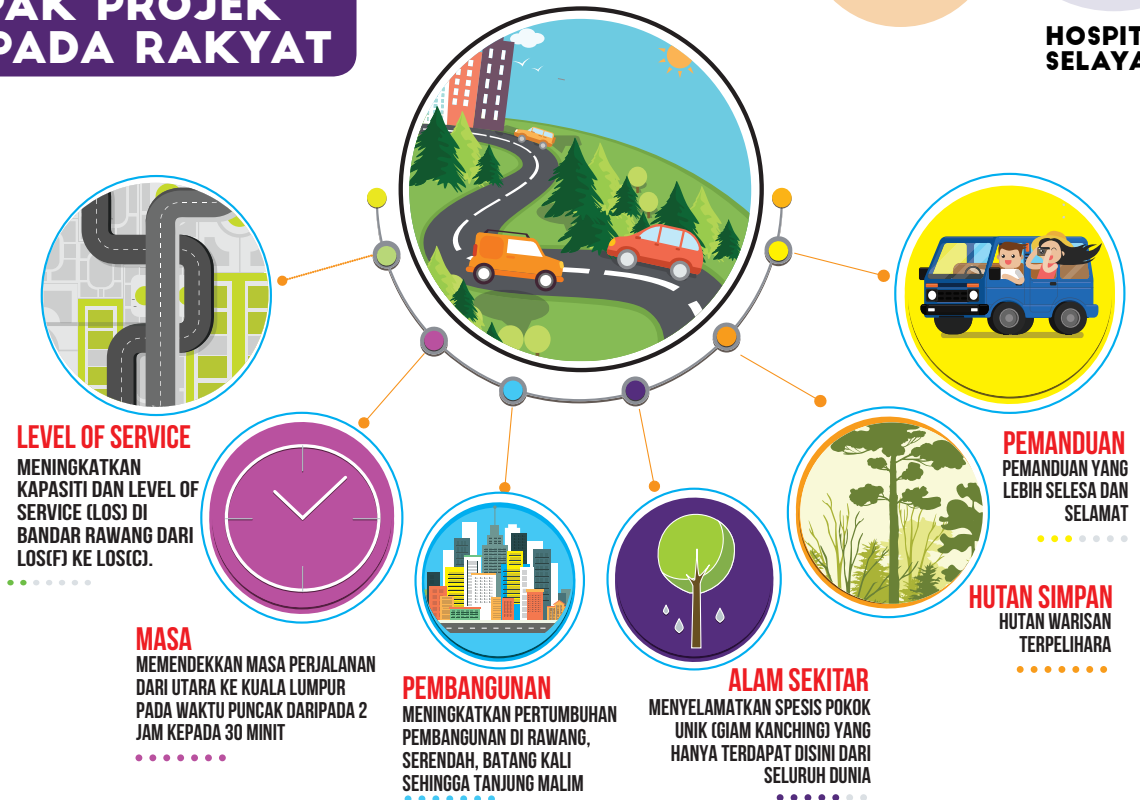 PAK PROJEK
PADA RAKYAT
HOSPIT
SELAYA
LEVEL OF SERVICE
MENINGKATKAN
KAPASITI DAN LEVEL OF
SERVICE (LOS) DI
BANDAR RAWANG DARI
LOS(F) KE LOS(C).
MASA
MEMENDEKKAN MASA PERJALANAN
DARI UTARA KE KUALA LUMPUR
PADA WAKTU PUNCAK DARIPADA 2
JAM KEPADA 30 MINIT
PEMBANGUNAN
MENINGKATKAN PERTUMBUHAN
PEMBANGUNAN DI RAWANG,
SERENDAH, BATANG KALI
SEHINGGA TANJUNG MALIM
ALAM SEKITAR
MENYELAMATKAN SPESIS POKOK
UNIK (GIAM KANCHING) YANG
HANYA TERDAPAT DISINI DARI
SELURUH DUNIA
HUTAN SIMPAN
HUTAN WARISAN
TERPELIHARA
PEMANDUAN
PEMANDUAN YANG
LEBIH SELESA DAN
SELAMAT